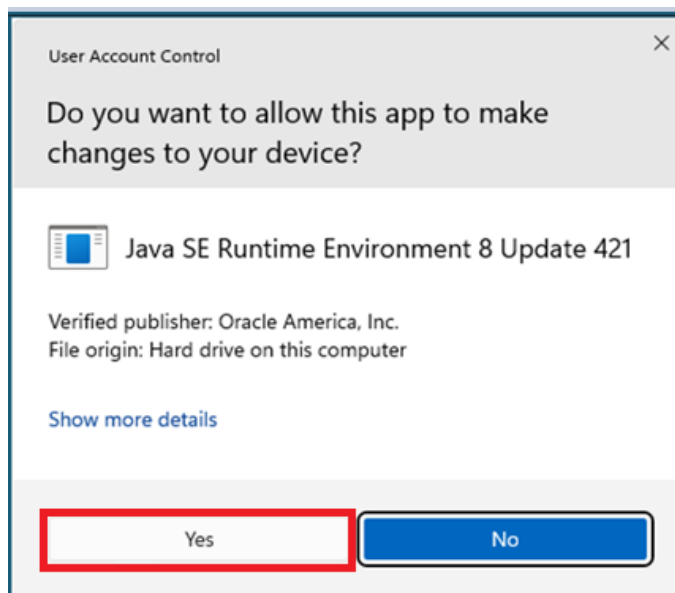 User Account Control
Do you want to allow this app to make
changes to your device?
Java SE Runtime Environment 8 Update 421
Verified publisher: Oracle America, Inc.
File origin: Hard drive on this computer
Show more details
Yes
No